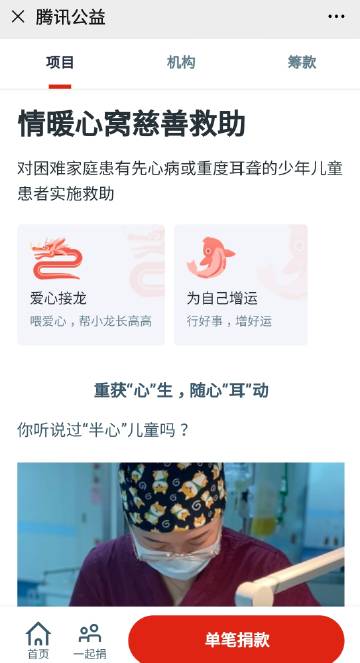 腾讯公益
项目 机构 筹款
情暖心窝慈善救助
对困难家庭患有先心病或重度耳聋的少年儿童
患者实施救助
爱心接龙 为自己增运
喂爱心，帮小龙长高高 行好事，增好运
重获“心”生，随心”耳”动
你听说过“半心”儿童吗？
首页 一起捐 单笔捐款